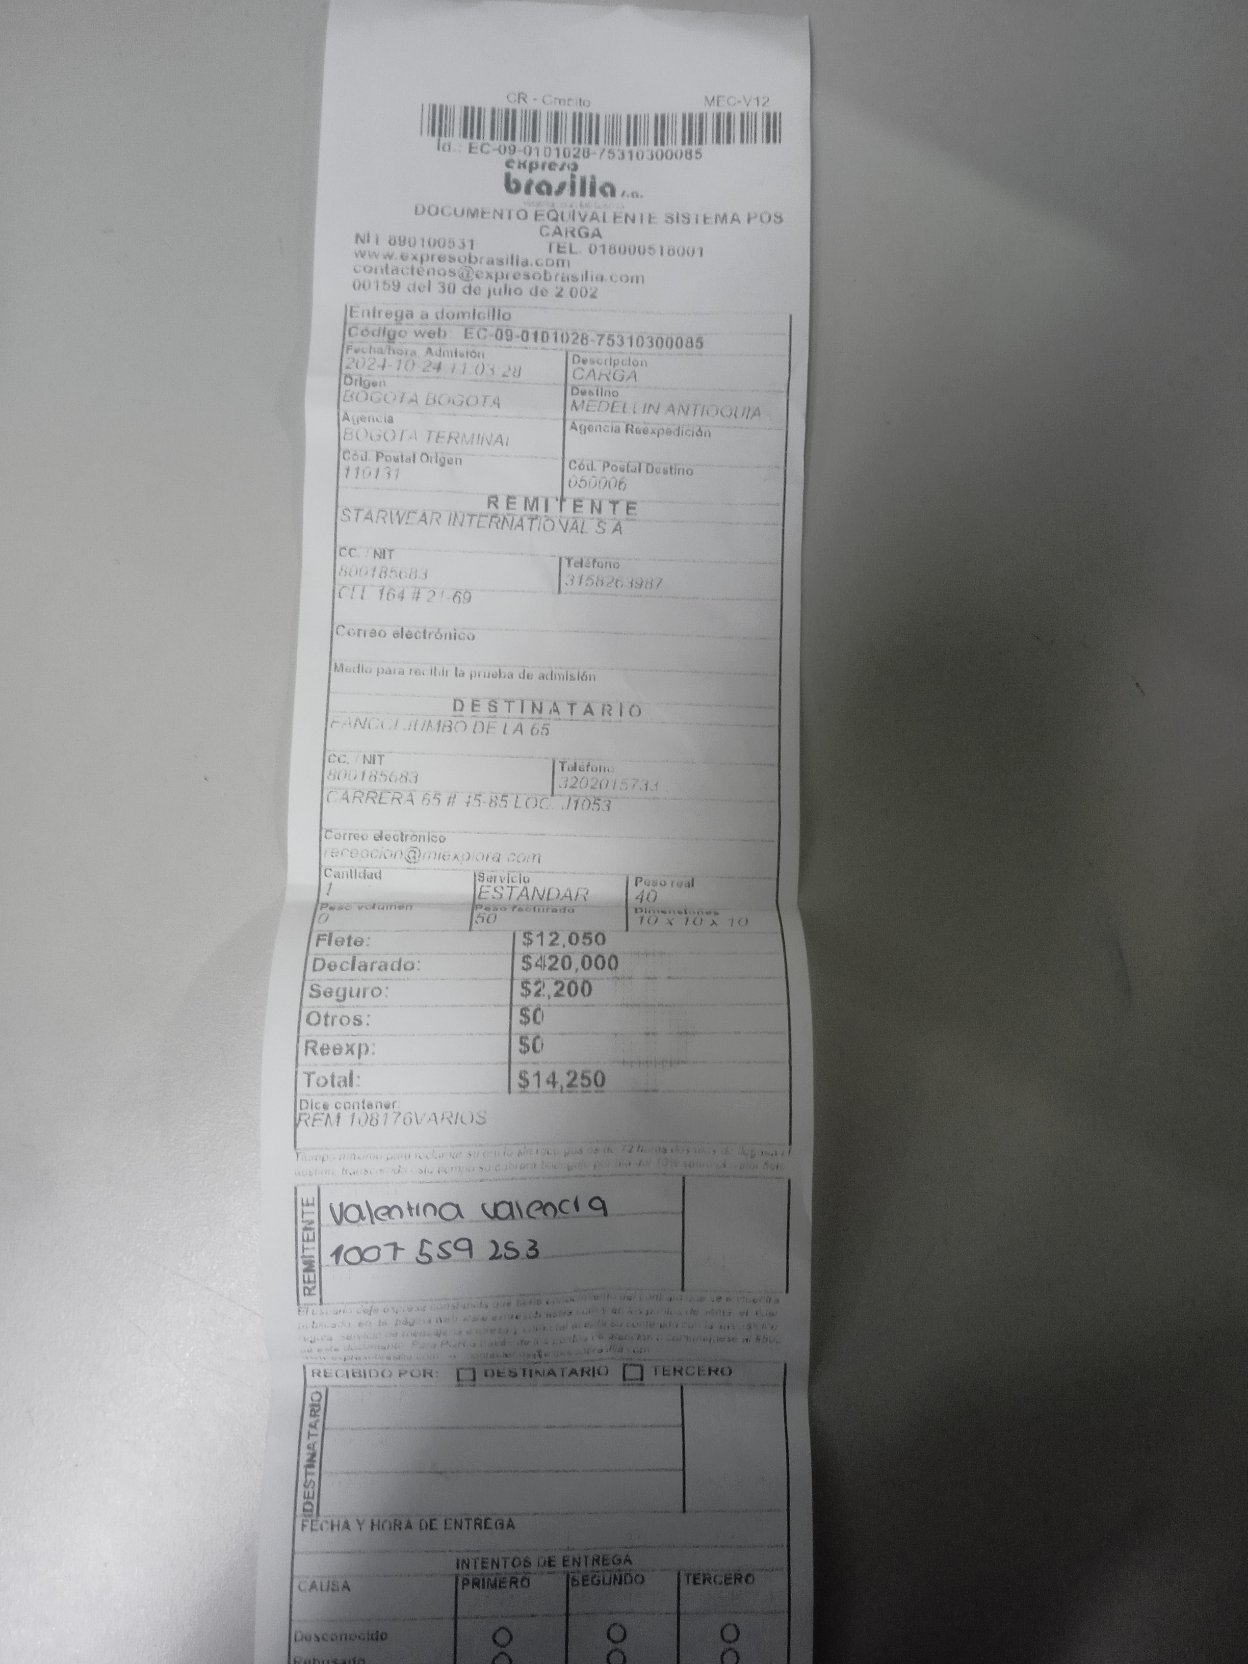 CR - Credito MEC-V12
Id.: EC-09-0101028-75310300085
expreso
brasilia s.a.
DOCUMENTO EQUIVALENTE SISTEMA POS
CARGA
NIT 890100531 TEL. 018000518001
www.expresobrasilia.com
contactenos@expresobrasilia.com
00159 del 30 de julio de 2.002
Entrega a domicilio
Código web: EC-09-0101028-75310300085
Fecha/hora. Admisión Descripción
2024-10-24 11:03:28 CARGA
Origen Destino
BOGOTA BOGOTA MEDELLIN ANTIOQUIA
Agencia Agencia Reexpedición
BOGOTA TERMINAL
Cód. Postal Origen Cód. Postal Destino
110131 050006
REMITENTE
STARWEAR INTERNATIONAL S A
CC. / NIT Teléfono
800185683 3158263987
CLL 164 # 21-69
Correo electrónico
Medio para recibir la prueba de admisión
DESTINATARIO
JUMBO DE LA 65
CC. / NIT Teléfono
800185683 3202015733
CARRERA 65 # 45-85 LOC. J1053
Correo electrónico
recepcion@miexplora.com
Cantidad Servicio Peso real
1 ESTANDAR 40
Peso volumen Peso facturado Dimensiones
0 50 10 x 10 x 10
Flete: $12,050
Declarado: $420,000
Seguro: $2,200
Otros: $0
Reexp: $0
Total: $14,250
Dice contener:
REM 108176VARIOS
REMITENTE
Valentina valencia
1007 559 253
RECIBIDO POR: DESTINATARIO TERCERO
DESTINATARIO
FECHA Y HORA DE ENTREGA
INTENTOS DE ENTREGA
CAUSA PRIMERO SEGUNDO TERCERO
Desconocido
Rehusado